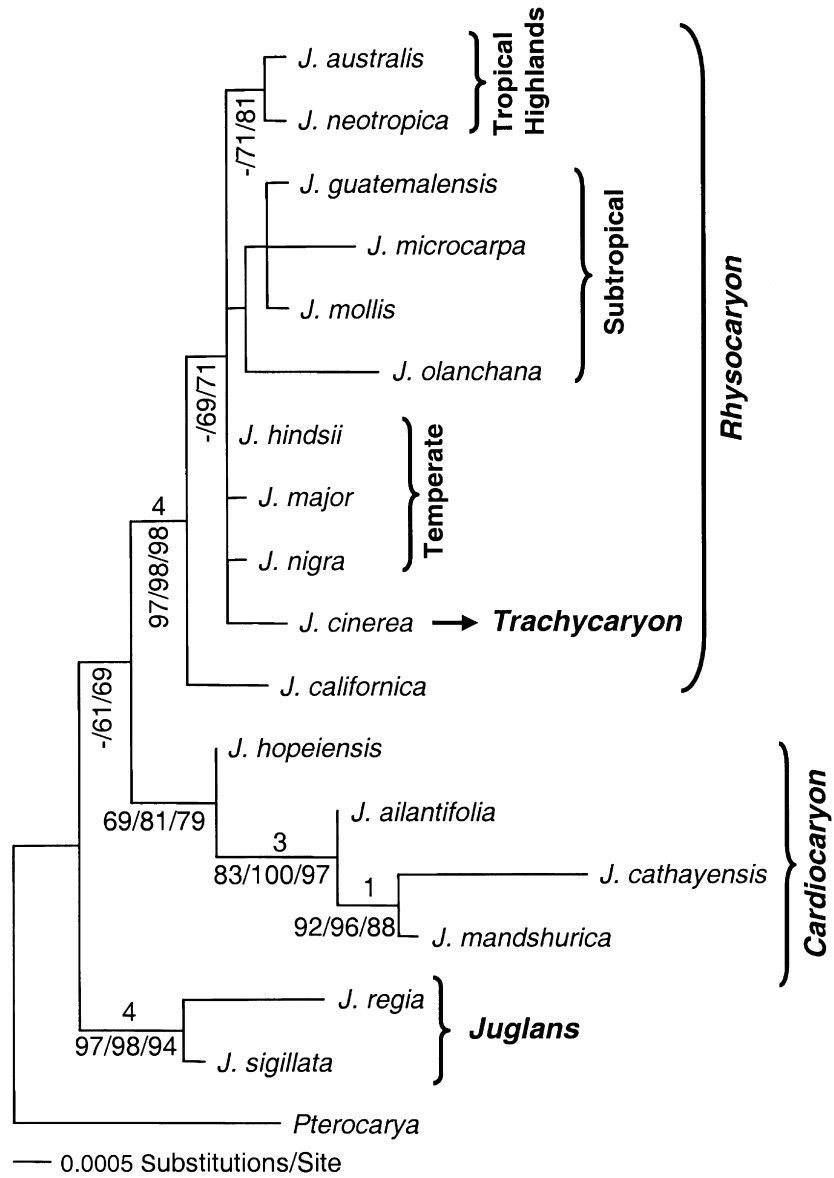 J. australis
J. neotropica
Tropical
Highlands
-/71/81
J. guatemalensis
J. microcarpa
J. mollis
J. olanchana
Subtropical
-/69/71
J. hindsii
J. major
J. nigra
Temperate
J. cinerea
Trachycaryon
Rhysocaryon
4
97/98/98
J. californica
-/61/69
J. hopeiensis
69/81/79
J. ailantifolia
3
83/100/97
J. cathayensis
1
92/96/88
J. mandshurica
Cardiocaryon
J. regia
4
97/98/94
Juglans
J. sigillata
Pterocarya
0.0005 Substitutions/Site